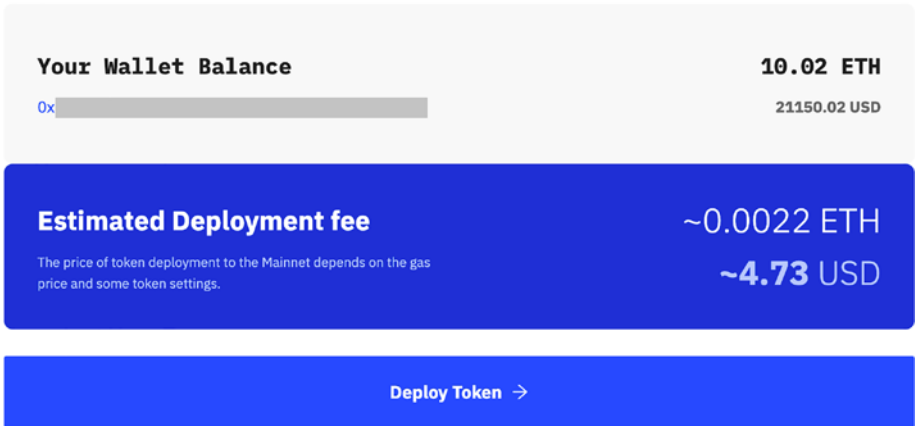 Your Wallet Balance
10.02 ETH
0x
21150.02 USD
Estimated Deployment fee
~0.0022 ETH
The price of token deployment to the Mainnet depends on the gas
price and some token settings.
~4.73 USD
Deploy Token →